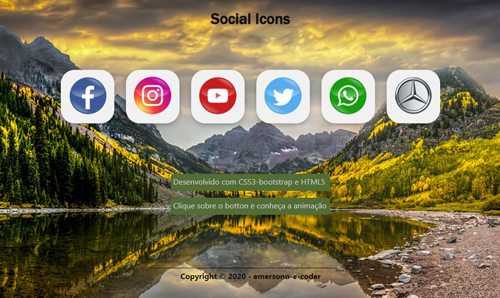 Social Icons
Desenvolvido com CSS3-bootstrap e HTML5
Clique sobre o botton e conheça a animação
Copyright © 2020 - emersonn-e-coder